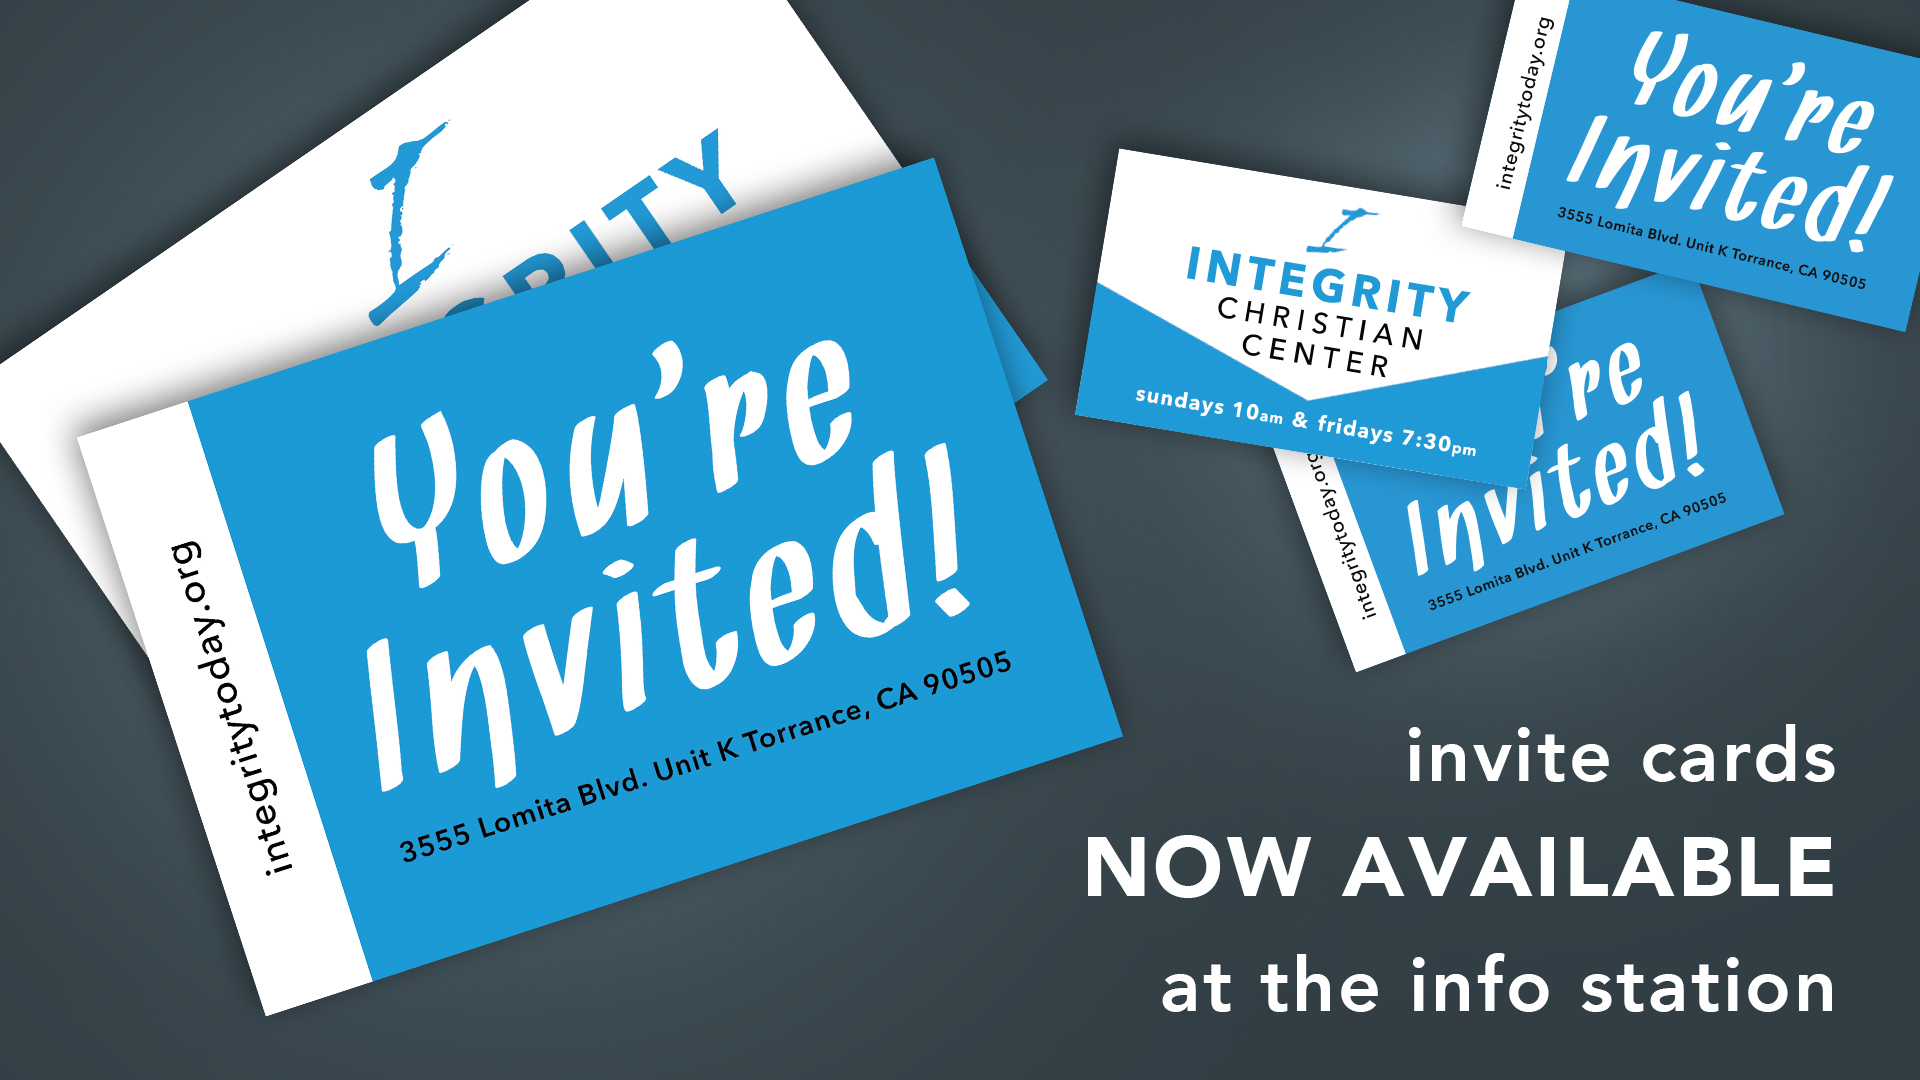 I
RITY
You're
Invited!
3555 Lomita Blvd. Unit K Torrance, CA 90505
integritytoday.org
I
INTEGRITY
CHRISTIAN
CENTER
sundays 10am & fridays 7:30pm
integritytoday.org
You're
Invited!
3555 Lomita Blvd. Unit K Torrance, CA 90505
're
Invited!
3555 Lomita Blvd. Unit K Torrance, CA 90505
integritytoday.org
invite cards
NOW AVAILABLE
at the info station